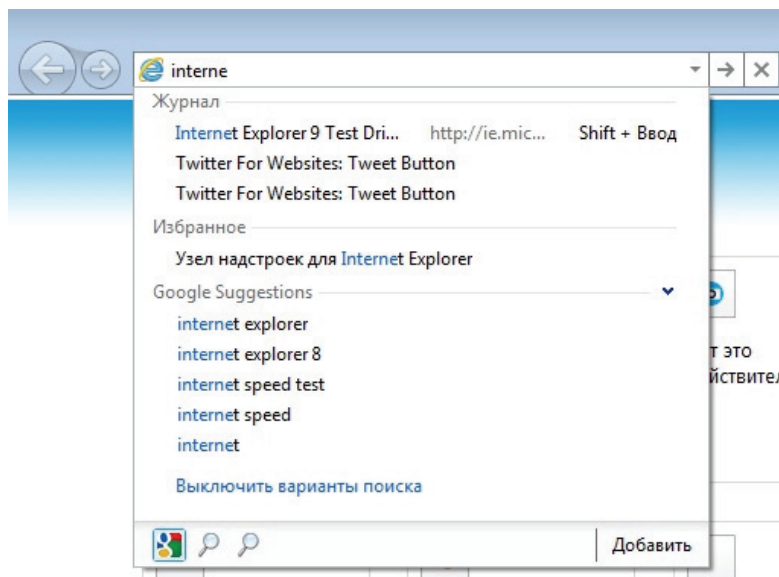 interne
Журнал
Internet Explorer 9 Test Dri... http://ie.mic... Shift + Ввод
Twitter For Websites: Tweet Button
Twitter For Websites: Tweet Button
Избранное
Узел надстроек для Internet Explorer
Google Suggestions
internet explorer
internet explorer 8
т это
internet speed test
йствител
internet speed
internet
Выключить варианты поиска
Добавить